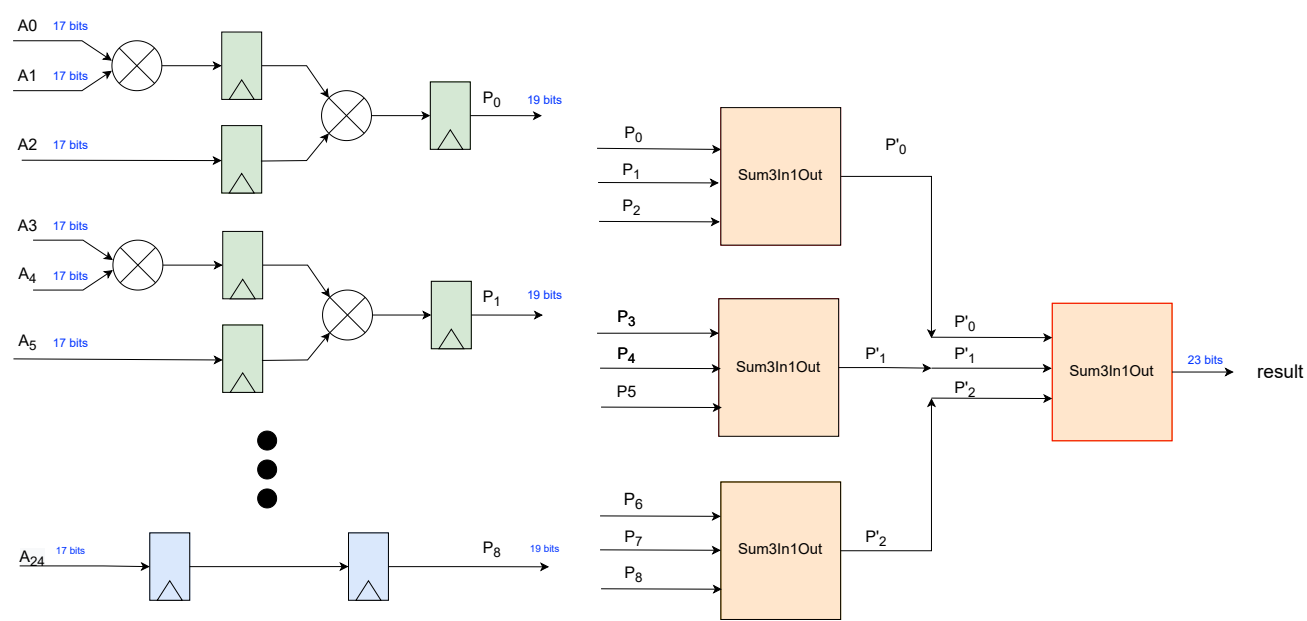 A0 17 bits
A1 17 bits
A2 17 bits
P0 19 bits
A3 17 bits
A4 17 bits
A5 17 bits
P1 19 bits
A24 17 bits
P8 19 bits
P0
P1
P2
Sum3In1Out
P'0
P3
P4
P5
Sum3In1Out
P'1
P6
P7
P8
Sum3In1Out
P'2
P'0
P'1
P'2
Sum3In1Out
23 bits
result